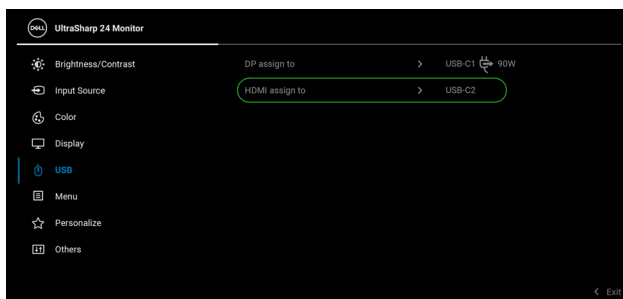 DELL UltraSharp 24 Monitor
Brightness/Contrast
DP assign to > USB-C1 90W
Input Source
HDMI assign to > USB-C2
Color
Display
USB
Menu
Personalize
Others
< Exit